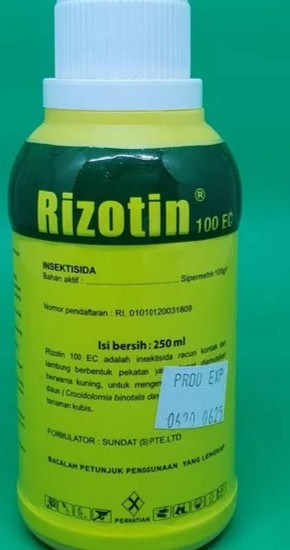 Rizotin® 100 EC
INSEKTISIDA
Bahan aktif : Sipermetrin 100g/l
Nomor pendaftaran : RI. 01010120031809
Isi bersih : 250 ml
Rizotin 100 EC adalah insektisida racun kontak dan
lambung berbentuk pekatan yang
berwarna kuning, untuk
daun (Crocidolomia binotalis
tanaman kubis.
PROD EXP
0620 0625
FORMULATOR : SUNDAT (S) PTE.LTD
BACALAH PETUNJUK PENGGUNAAN YANG LENGKAP
PERHATIAN